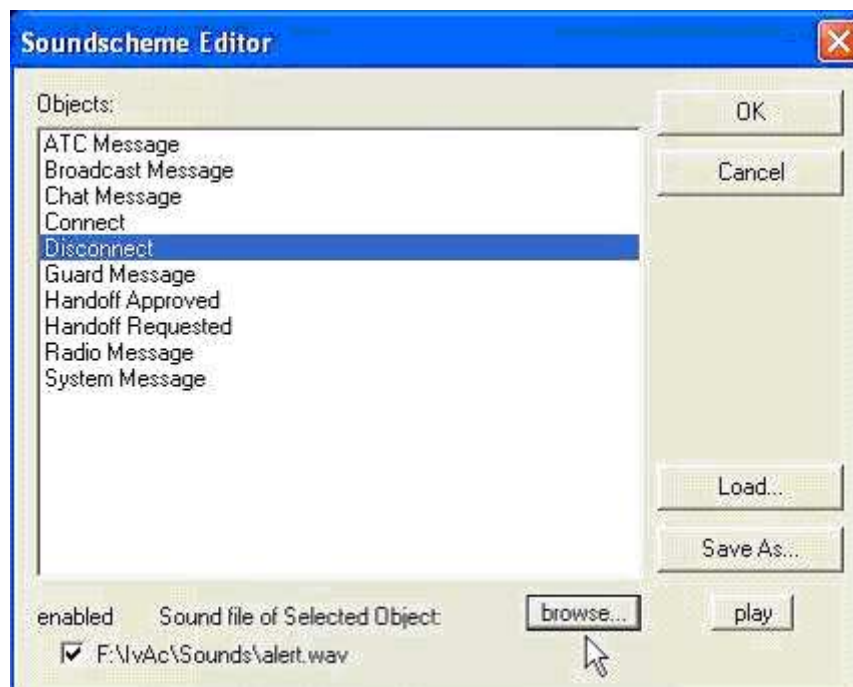 Soundscheme Editor
Objects:
OK
ATC Message
Broadcast Message
Cancel
Chat Message
Connect
Disconnect
Guard Message
Handoff Approved
Handoff Requested
Radio Message
System Message
Load...
Save As...
enabled Sound file of Selected Object: browse... play
F:\IvAc\Sounds\alert.wav